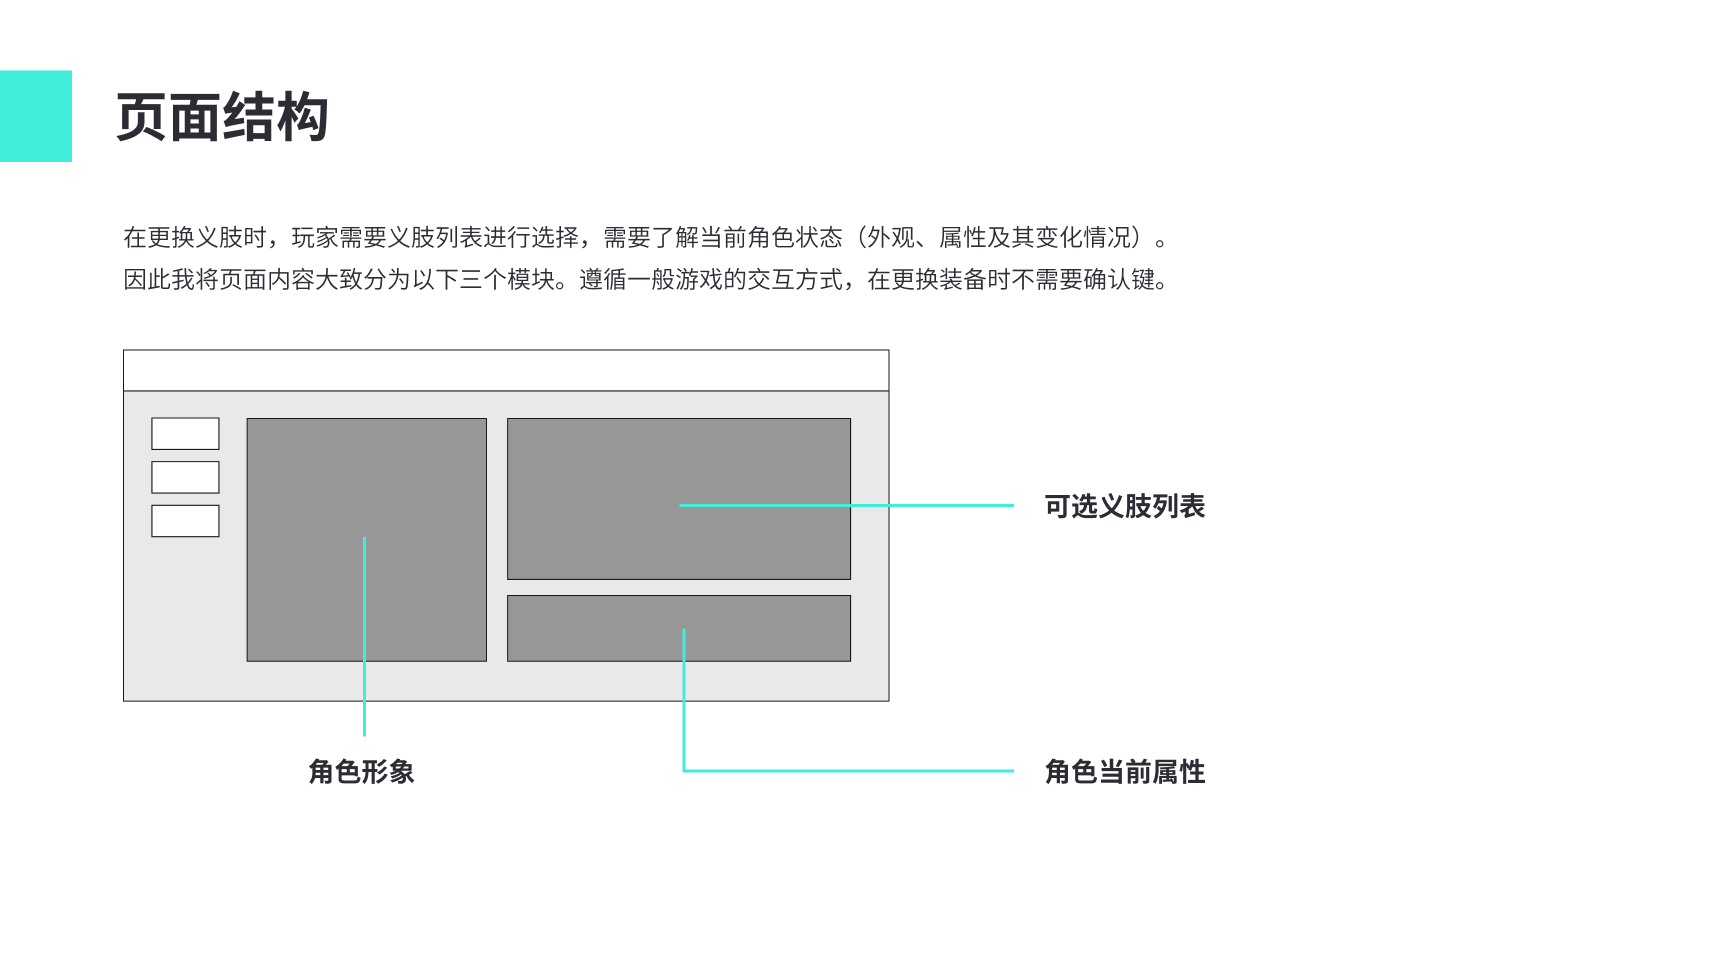 页面结构
在更换义肢时，玩家需要义肢列表进行选择，需要了解当前角色状态（外观、属性及其变化情况）。
因此我将页面内容大致分为以下三个模块。遵循一般游戏的交互方式，在更换装备时不需要确认键。
可选义肢列表
角色形象
角色当前属性